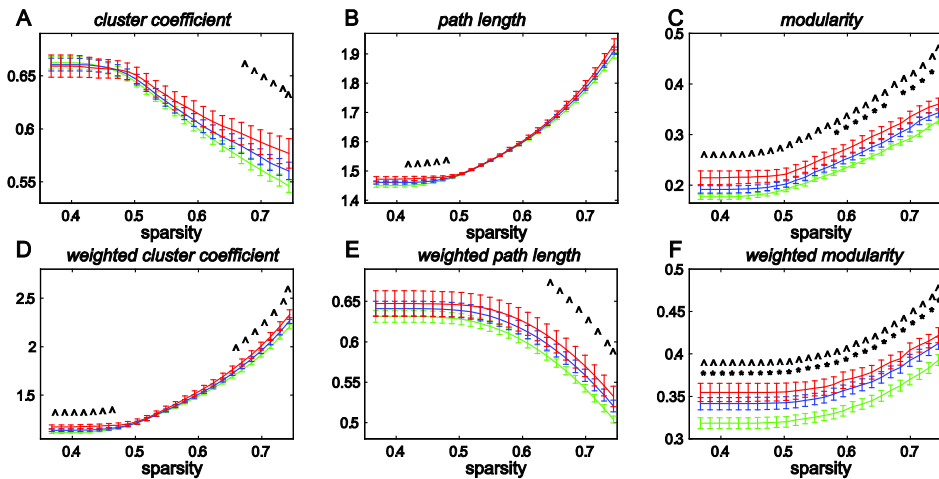 A cluster coefficient
0.65
0.6
0.55
0.4 0.5 0.6 0.7
sparsity
B path length
1.9
1.8
1.7
1.6
1.5
1.4
0.4 0.5 0.6 0.7
sparsity
C modularity
0.5
0.4
0.3
0.2
0.4 0.5 0.6 0.7
sparsity
D weighted cluster coefficient
2.5
2
1.5
0.4 0.5 0.6 0.7
sparsity
E weighted path length
0.65
0.6
0.55
0.5
0.4 0.5 0.6 0.7
sparsity
F weighted modularity
0.5
0.45
0.4
0.35
0.3
0.4 0.5 0.6 0.7
sparsity